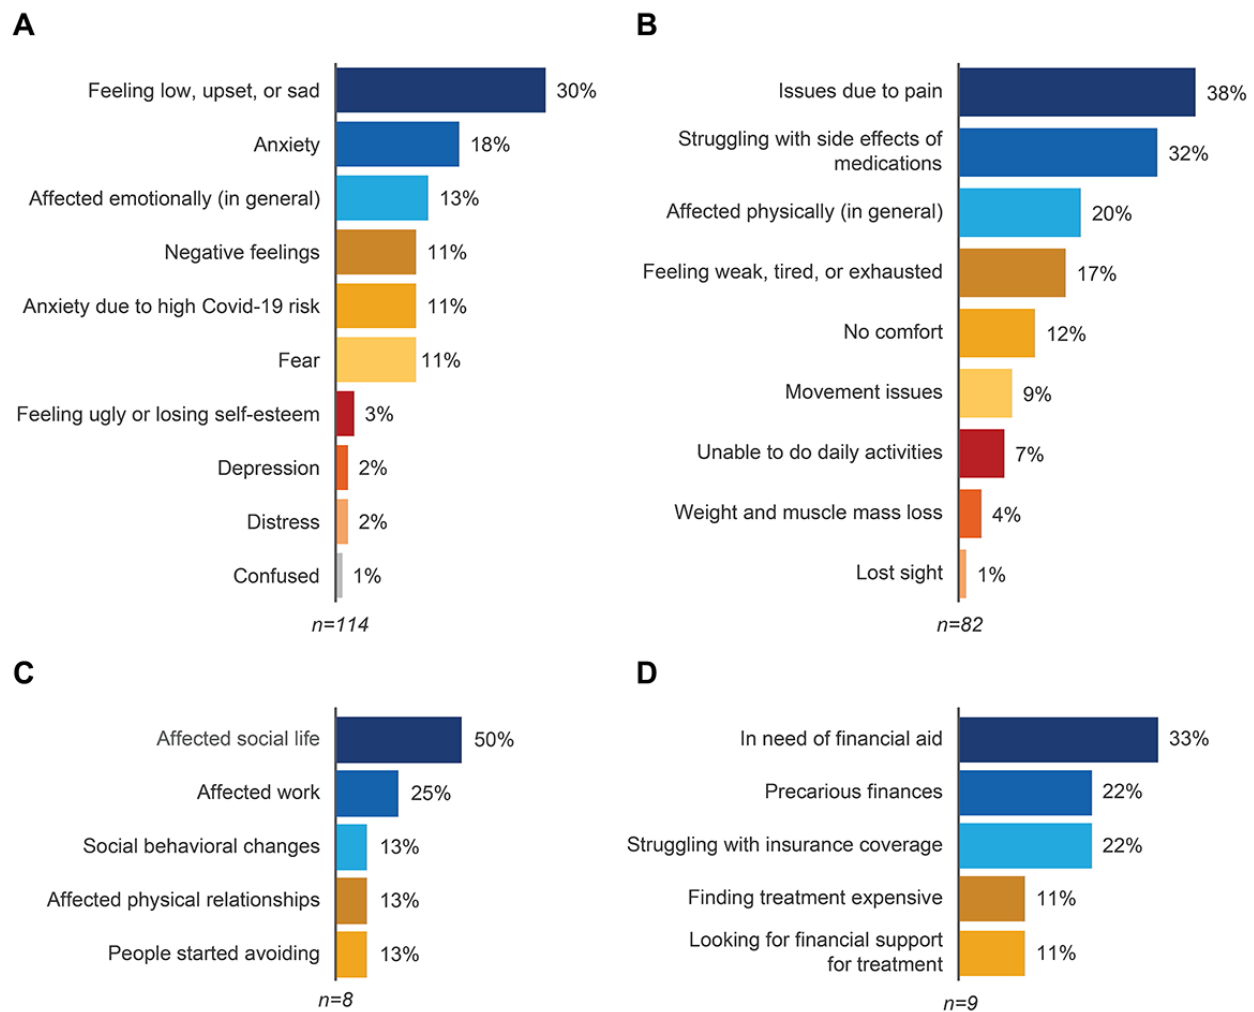 A
Feeling low, upset, or sad 30%
Anxiety 18%
Affected emotionally (in general) 13%
Negative feelings 11%
Anxiety due to high Covid-19 risk 11%
Fear 11%
Feeling ugly or losing self-esteem 3%
Depression 2%
Distress 2%
Confused 1%
n=114
B
Issues due to pain 38%
Struggling with side effects of
medications 32%
Affected physically (in general) 20%
Feeling weak, tired, or exhausted 17%
No comfort 12%
Movement issues 9%
Unable to do daily activities 7%
Weight and muscle mass loss 4%
Lost sight 1%
n=82
C
Affected social life 50%
Affected work 25%
Social behavioral changes 13%
Affected physical relationships 13%
People started avoiding 13%
n=8
D
In need of financial aid 33%
Precarious finances 22%
Struggling with insurance coverage 22%
Finding treatment expensive 11%
Looking for financial support
for treatment 11%
n=9